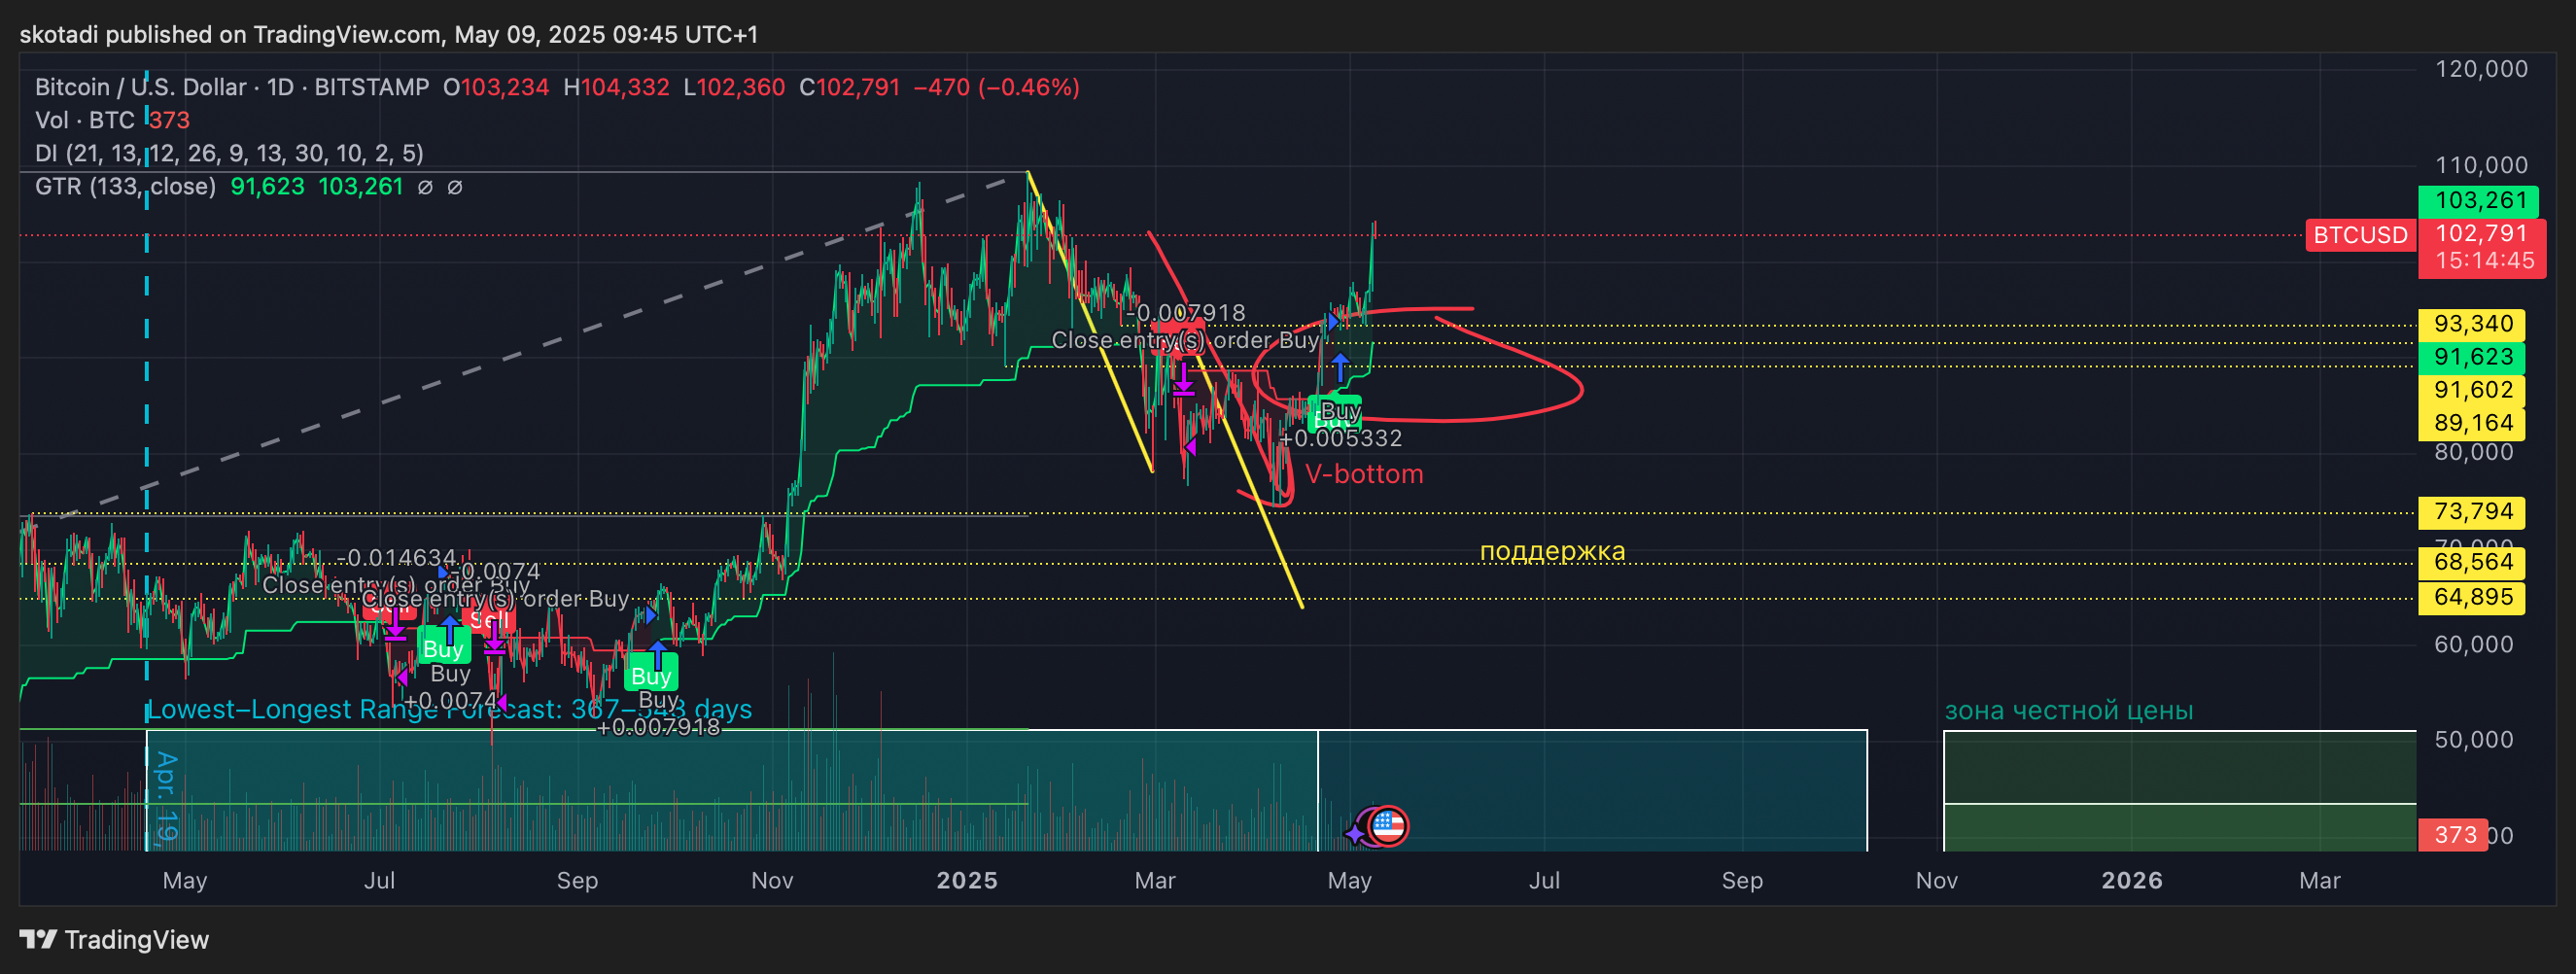 skotadi published on TradingView.com, May 09, 2025 09:45 UTC+1
Bitcoin / U.S. Dollar · 1D · BITSTAMP O103,234 H104,332 L102,360 C102,791 −470 (−0.46%)
Vol · BTC 373
DI (21, 13, 12, 26, 9, 13, 30, 10, 2, 5)
GTR (133, close) 91,623 103,261 ∅ ∅
120,000
110,000
103,261
BTCUSD 102,791
15:14:45
-0.007918
Close entry(s) order Buy
93,340
91,623
91,602
89,164
80,000
Buy
+0.005332
V-bottom
73,794
поддержка
70,000
68,564
64,895
60,000
-0.014634
-0.0074
Close entry(s) order Buy
Close entry(s) order Buy
Sell
Buy
Buy
+0.0074
Buy
Buy
+0.007918
Lowest–Longest Range Forecast: 367– days
зона честной цены
50,000
Apr. 19,
373
00
May Jul Sep Nov 2025 Mar May Jul Sep Nov 2026 Mar
TradingView